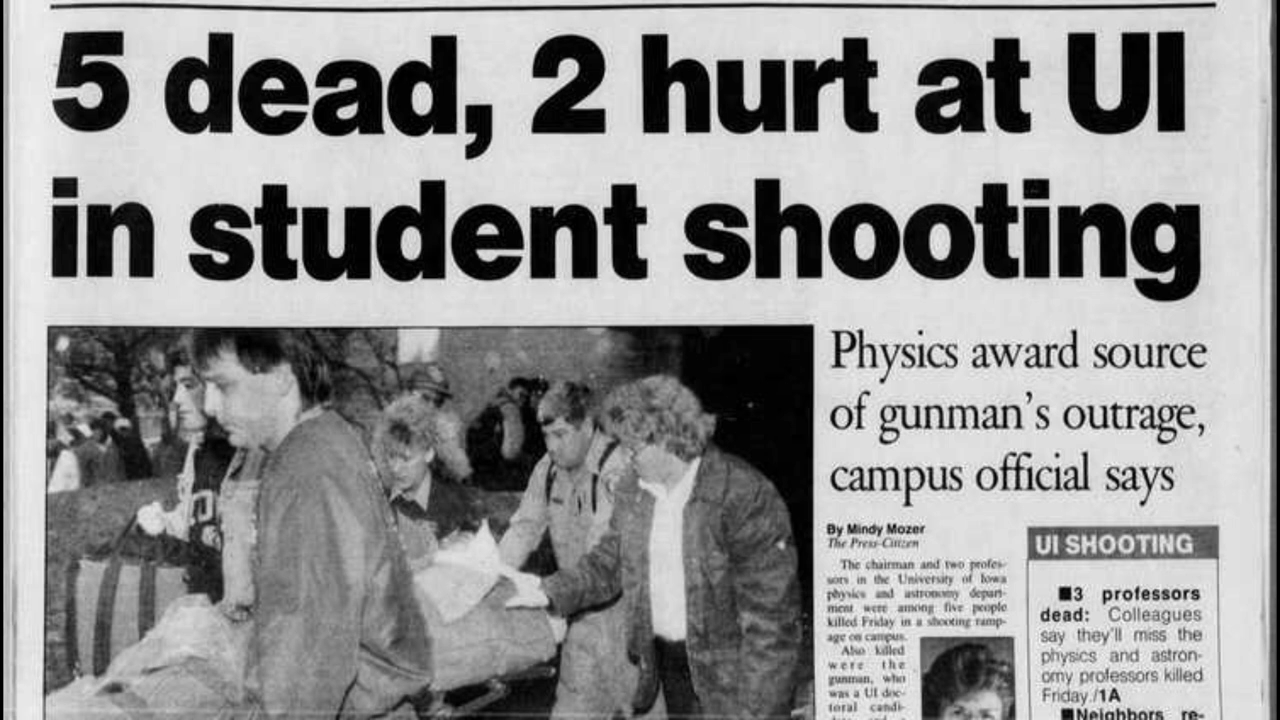 5 dead, 2 hurt at UI
in student shooting
Physics award source
of gunman's outrage,
campus official says
By Mindy Mozer
The Press-Citizen
The chairman and two profes-
sors in the University of Iowa
physics and astronomy depart-
ment were among five people
killed Friday in a shooting ramp-
age on campus.
Also killed
were the
gunman, who
was a UI doc-
toral candi-
UI SHOOTING
■3 professors
dead: Colleagues
say they'll miss the
physics and astron-
omy professors killed
Friday./1A
■Neighbors re-